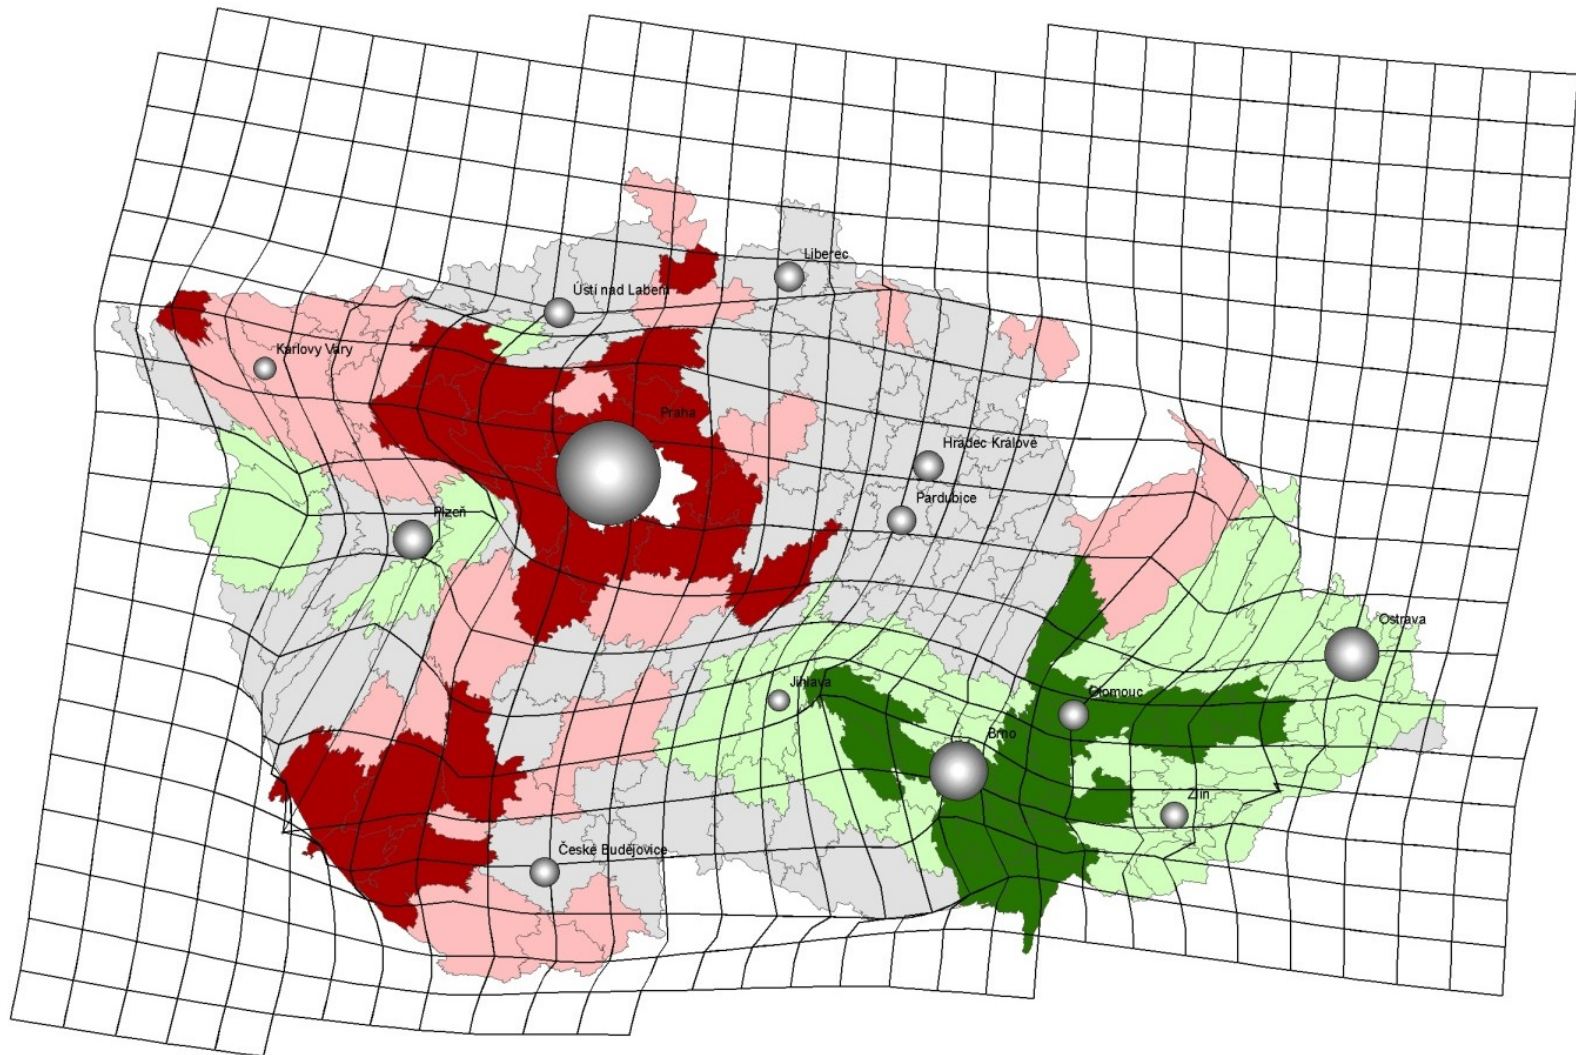 Liberec
Ústí nad Labem
Karlovy Vary
Praha
Hradec Králové
Pardubice
Plzeň
Ostrava
Jihlava
Olomouc
Brno
Zlín
České Budějovice